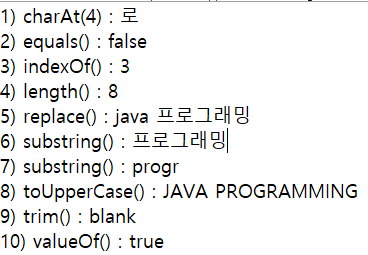 1) charAt(4) : 로
2) equals() : false
3) indexOf() : 3
4) length() : 8
5) replace() : java 프로그래밍
6) substring() : 프로그래밍
7) substring() : progr
8) toUpperCase() : JAVA PROGRAMMING
9) trim() : blank
10) valueOf() : true